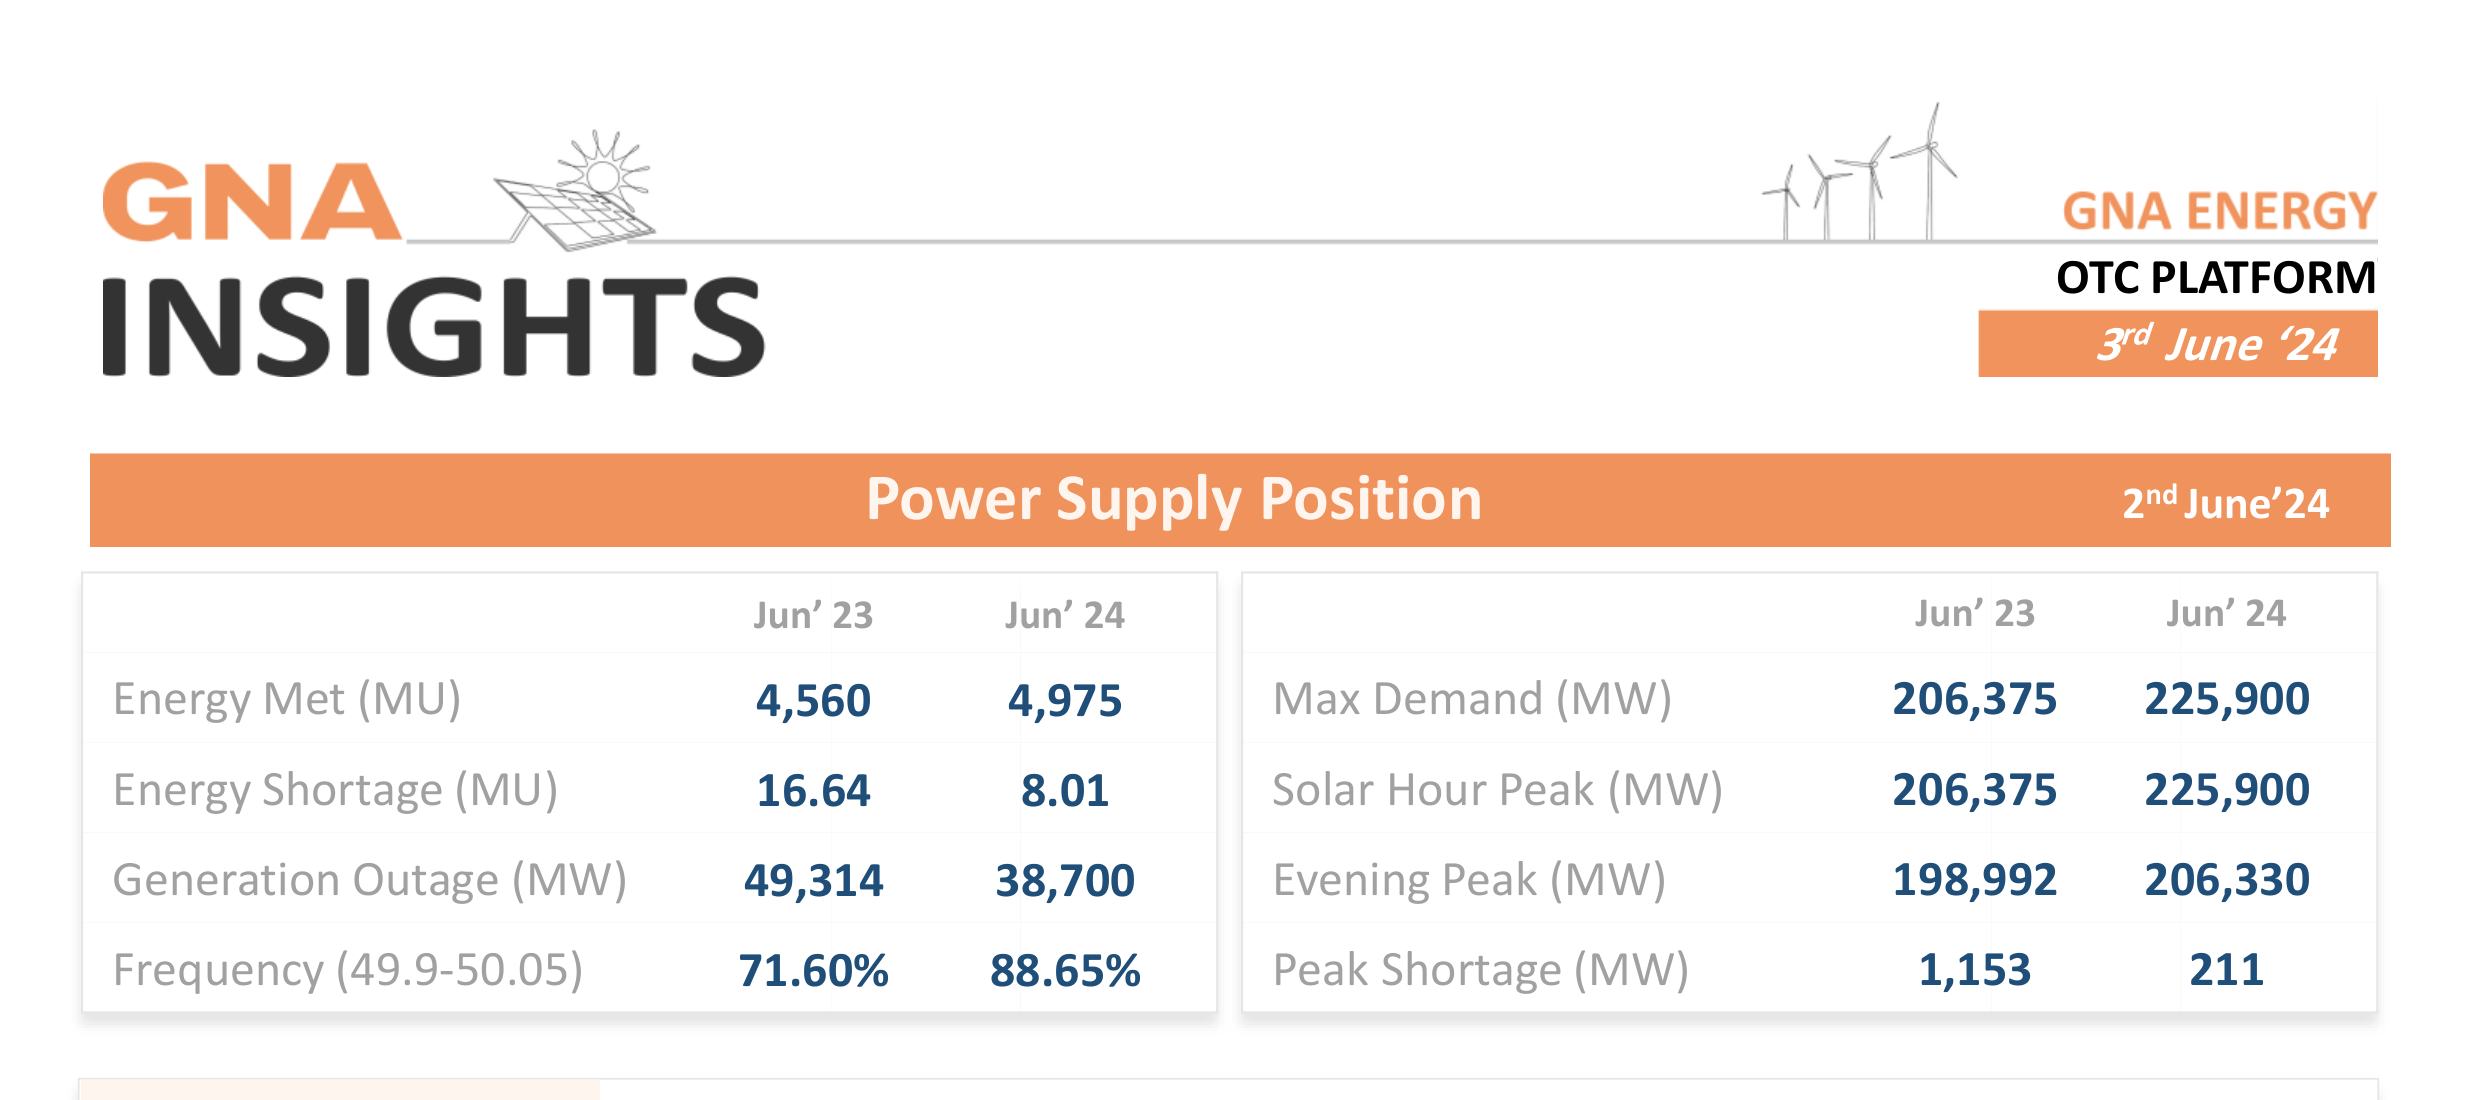 GNA
INSIGHTS
GNA ENERGY
OTC PLATFORM
3rd June ‘24
Power Supply Position
2nd June’24
Jun’ 23 Jun’ 24
Energy Met (MU) 4,560 4,975
Energy Shortage (MU) 16.64 8.01
Generation Outage (MW) 49,314 38,700
Frequency (49.9-50.05) 71.60% 88.65%
Jun’ 23 Jun’ 24
Max Demand (MW) 206,375 225,900
Solar Hour Peak (MW) 206,375 225,900
Evening Peak (MW) 198,992 206,330
Peak Shortage (MW) 1,153 211